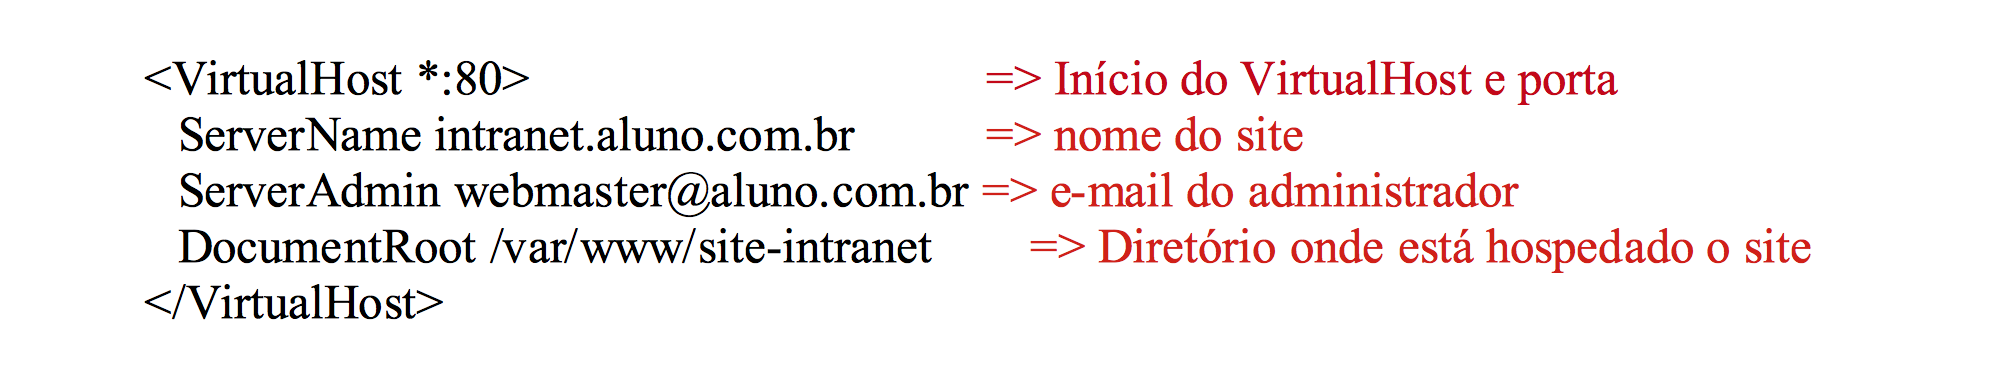 <VirtualHost *:80> => Início do VirtualHost e porta
ServerName intranet.aluno.com.br => nome do site
ServerAdmin webmaster@aluno.com.br => e-mail do administrador
DocumentRoot /var/www/site-intranet => Diretório onde está hospedado o site
</VirtualHost>